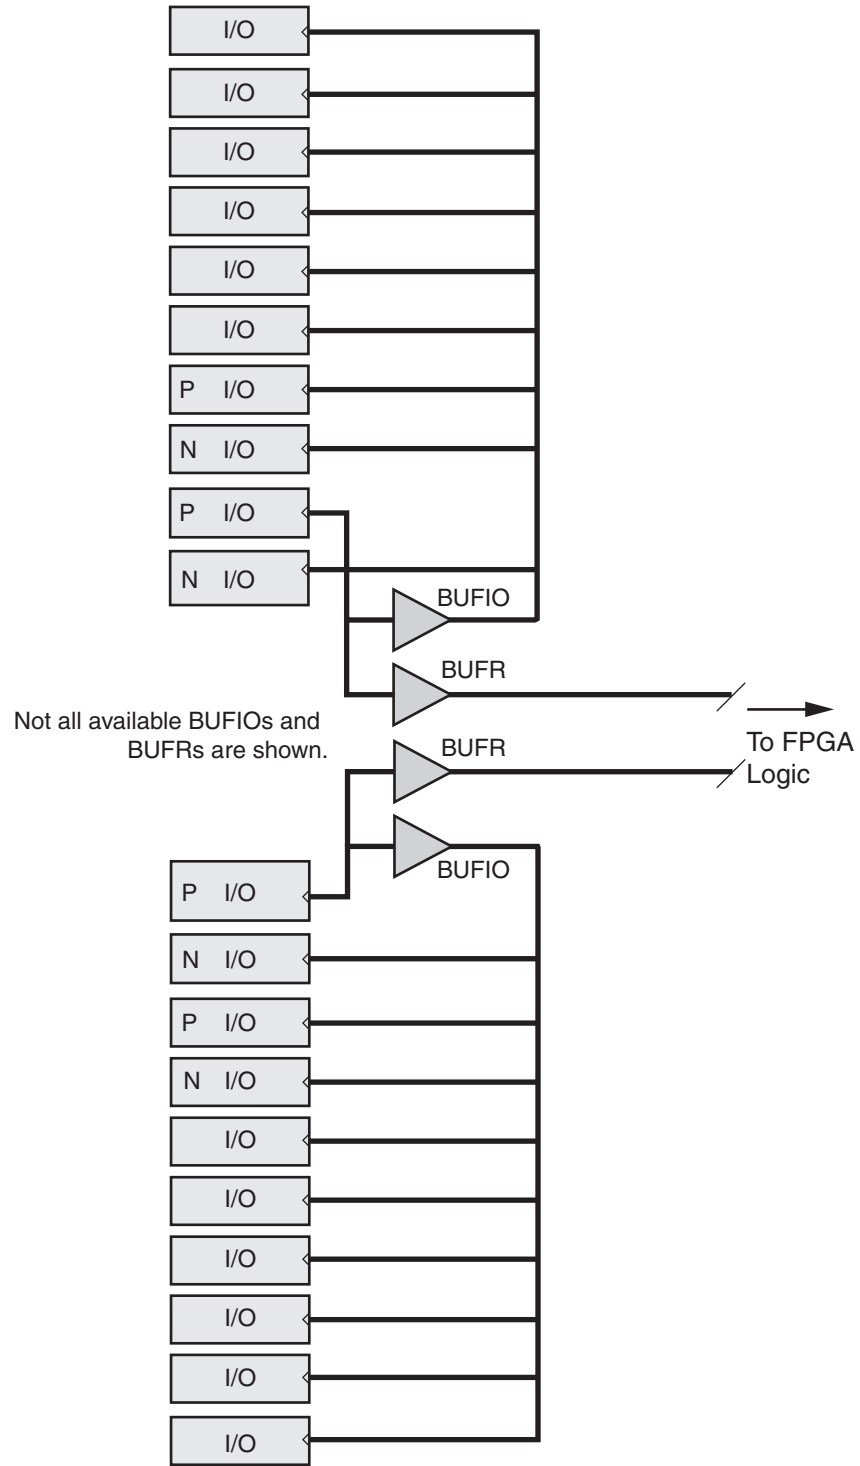 I/O
I/O
I/O
I/O
I/O
I/O
P I/O
N I/O
P I/O
N I/O
BUFIO
BUFR
Not all available BUFIOs and
BUFRs are shown.
BUFR
To FPGA
Logic
BUFIO
P I/O
N I/O
P I/O
N I/O
I/O
I/O
I/O
I/O
I/O
I/O